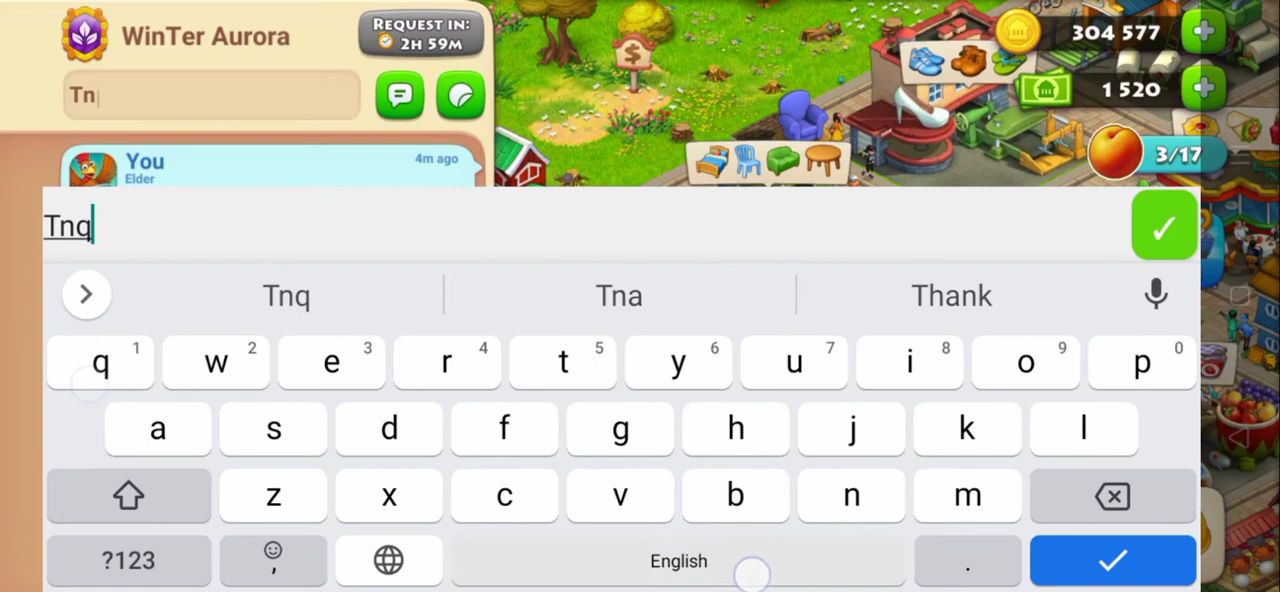 WinTer Aurora
REQUEST IN:
2H 59M
304 577
1 520
3/17
Tn
You
4m ago
Elder
Tnq
Tnq Tna Thank
q 1 w 2 e 3 r 4 t 5 y 6 u 7 i 8 o 9 p 0
a s d f g h j k l
z x c v b n m
?123 , English .